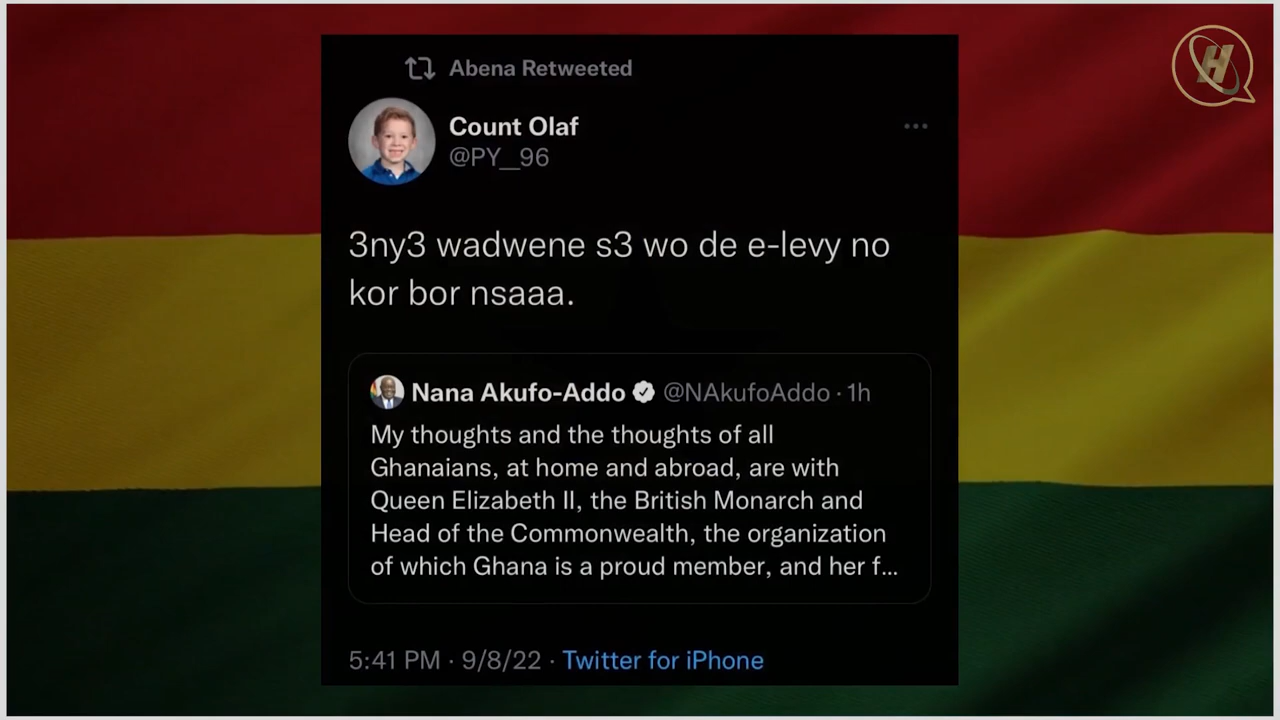 H
Abena Retweeted
Count Olaf
@PY__96
3ny3 wadwene s3 wo de e-levy no
kor bor nsaaa.
Nana Akufo-Addo @NAkufoAddo · 1h
My thoughts and the thoughts of all
Ghanaians, at home and abroad, are with
Queen Elizabeth II, the British Monarch and
Head of the Commonwealth, the organization
of which Ghana is a proud member, and her f...
5:41 PM · 9/8/22 · Twitter for iPhone